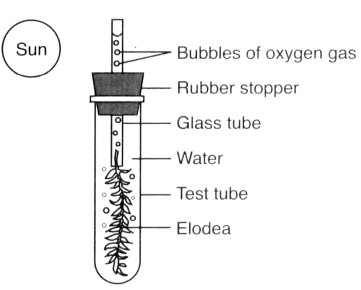 Sun
Bubbles of oxygen gas
Rubber stopper
Glass tube
Water
Test tube
Elodea